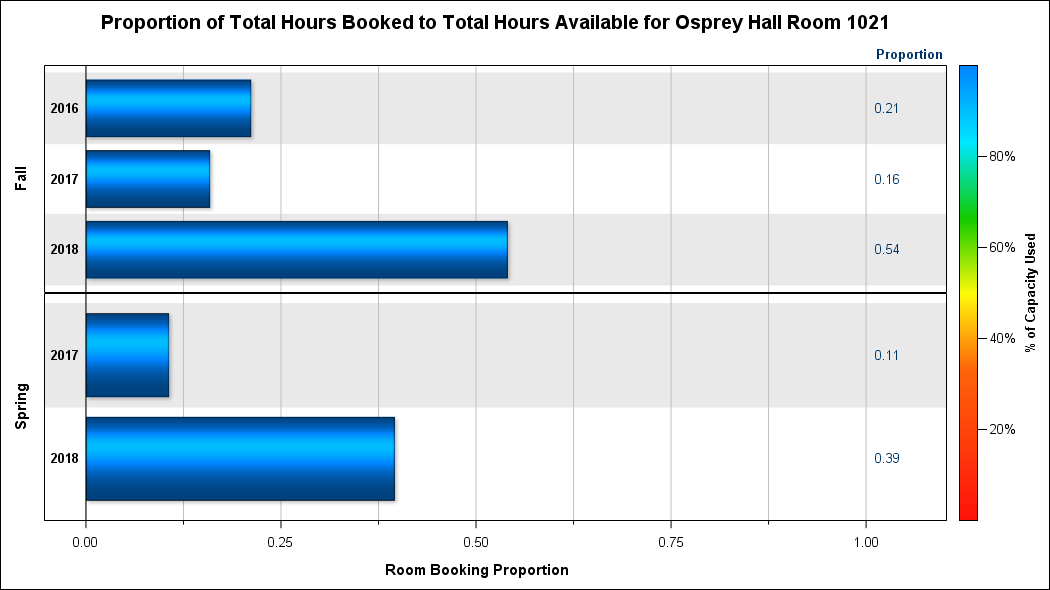 Proportion of Total Hours Booked to Total Hours Available for Osprey Hall Room 1021
Proportion
Fall
2016
0.21
2017
0.16
2018
0.54
Spring
2017
0.11
2018
0.39
0.00 0.25 0.50 0.75 1.00
Room Booking Proportion
80%
60%
40%
20%
% of Capacity Used